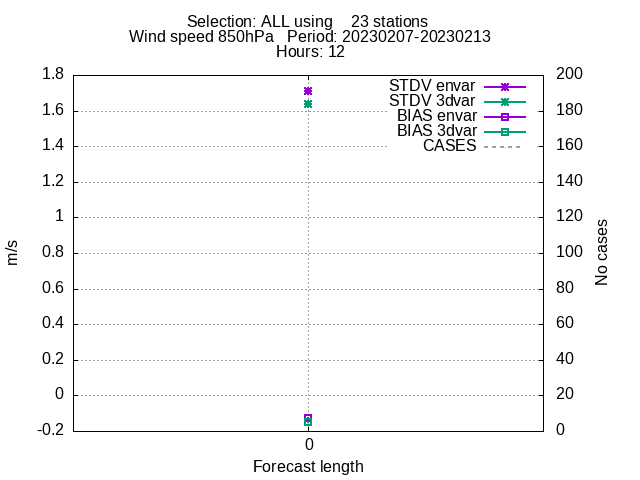 Selection: ALL using    23 stations
Wind speed 850hPa   Period: 20230207-20230213
Hours: 12
1.8
1.6
1.4
1.2
1
0.8
0.6
0.4
0.2
0
-0.2
m/s
STDV envar
STDV 3dvar
BIAS envar
BIAS 3dvar
CASES
200
180
160
140
120
100
80
60
40
20
0
No cases
0
Forecast length